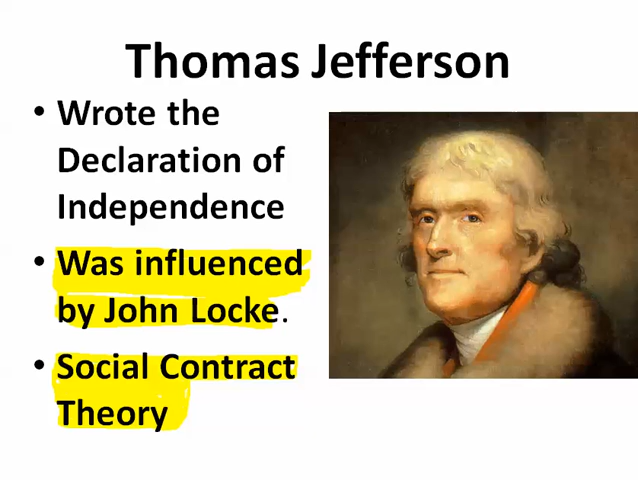 Thomas Jefferson
• Wrote the
Declaration of
Independence
• Was influenced
by John Locke.
• Social Contract
Theory